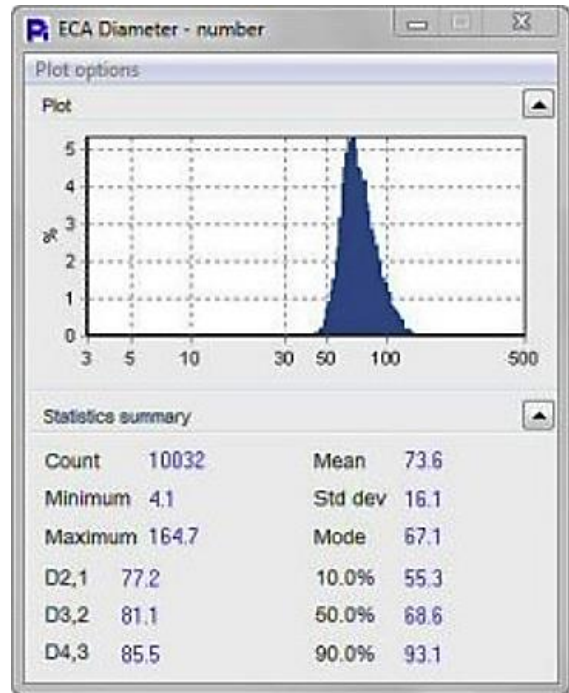 ECA Diameter - number
Plot options
Plot
5
4
3
2
1
0
%
3 5 10 30 50 100 500
Statistics summary
Count 10032 Mean 73.6
Minimum 4.1 Std dev 16.1
Maximum 164.7 Mode 67.1
D2,1 77.2 10.0% 55.3
D3,2 81.1 50.0% 68.6
D4,3 85.5 90.0% 93.1